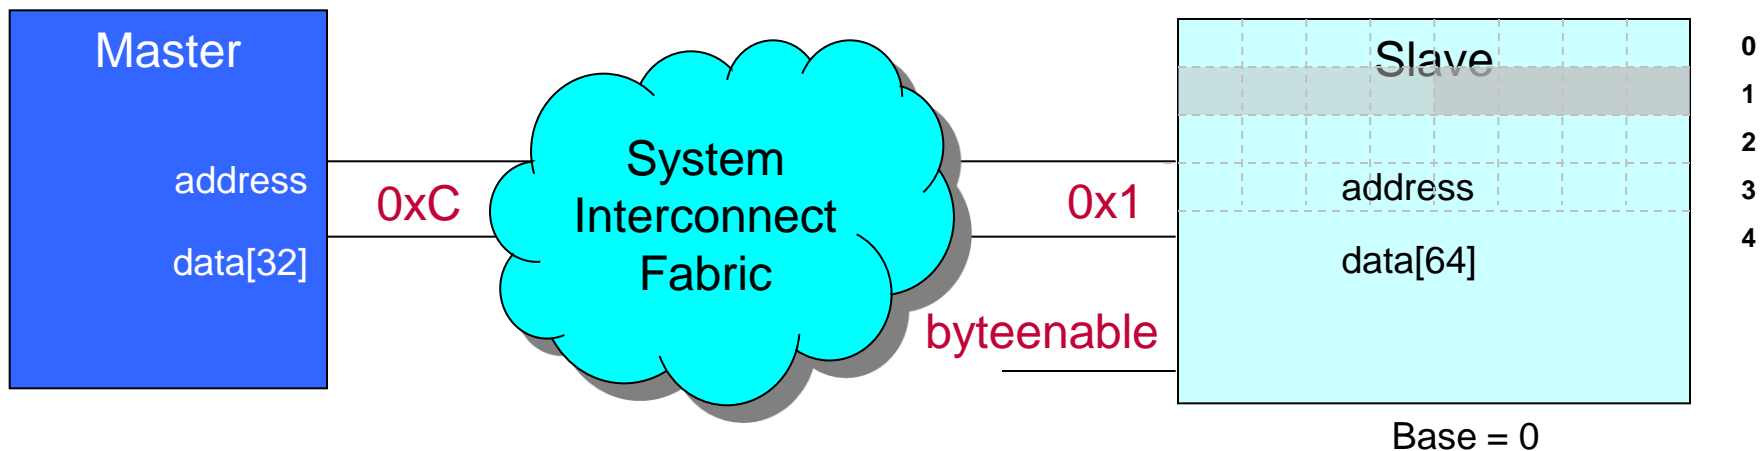 Master
address
data[32]
0xC
System
Interconnect
Fabric
0x1
byteenable
Slave
address
data[64]
Base = 0
0
1
2
3
4